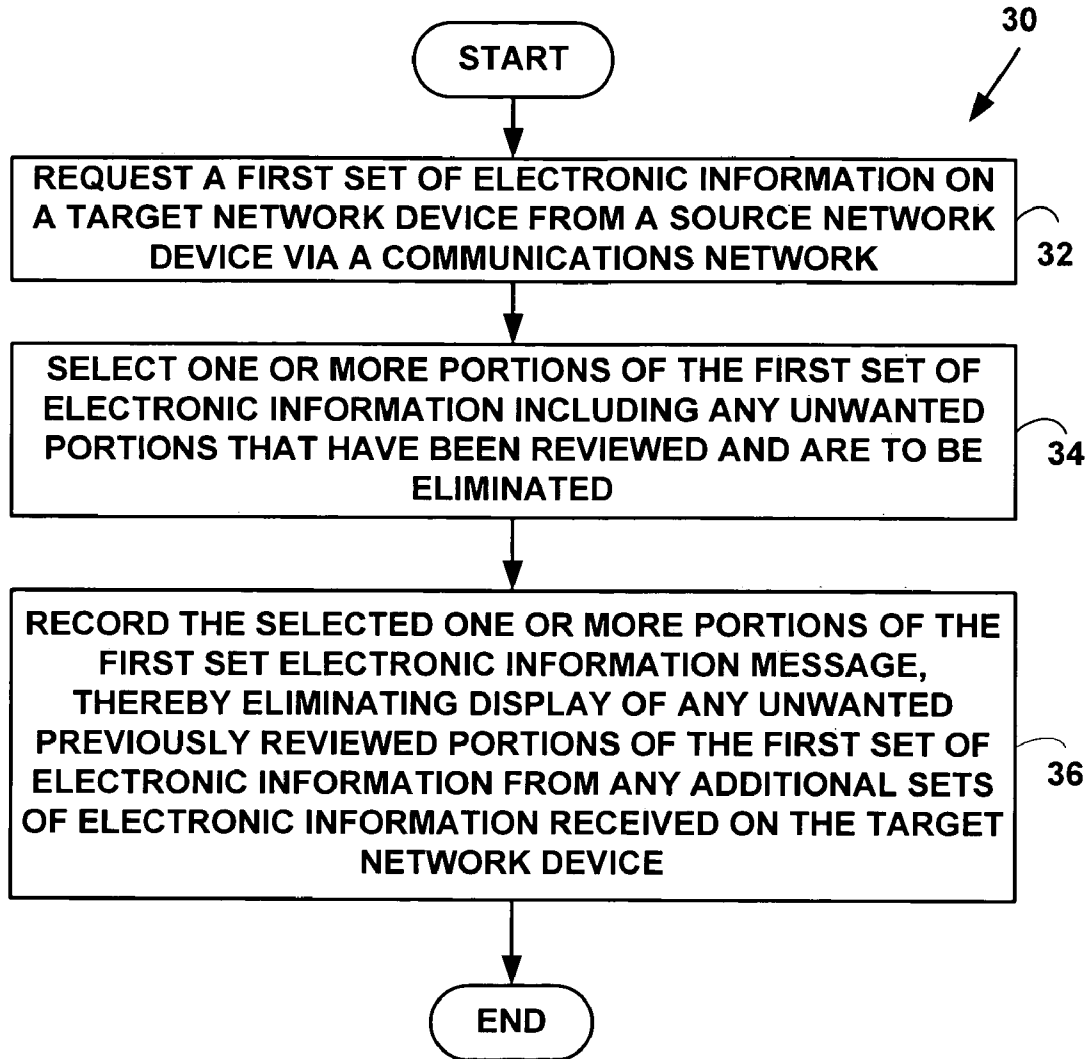 30
START
REQUEST A FIRST SET OF ELECTRONIC INFORMATION ON
A TARGET NETWORK DEVICE FROM A SOURCE NETWORK
DEVICE VIA A COMMUNICATIONS NETWORK
32
SELECT ONE OR MORE PORTIONS OF THE FIRST SET OF
ELECTRONIC INFORMATION INCLUDING ANY UNWANTED
PORTIONS THAT HAVE BEEN REVIEWED AND ARE TO BE
ELIMINATED
34
RECORD THE SELECTED ONE OR MORE PORTIONS OF THE
FIRST SET ELECTRONIC INFORMATION MESSAGE,
THEREBY ELIMINATING DISPLAY OF ANY UNWANTED
PREVIOUSLY REVIEWED PORTIONS OF THE FIRST SET OF
ELECTRONIC INFORMATION FROM ANY ADDITIONAL SETS
OF ELECTRONIC INFORMATION RECEIVED ON THE TARGET
NETWORK DEVICE
36
END